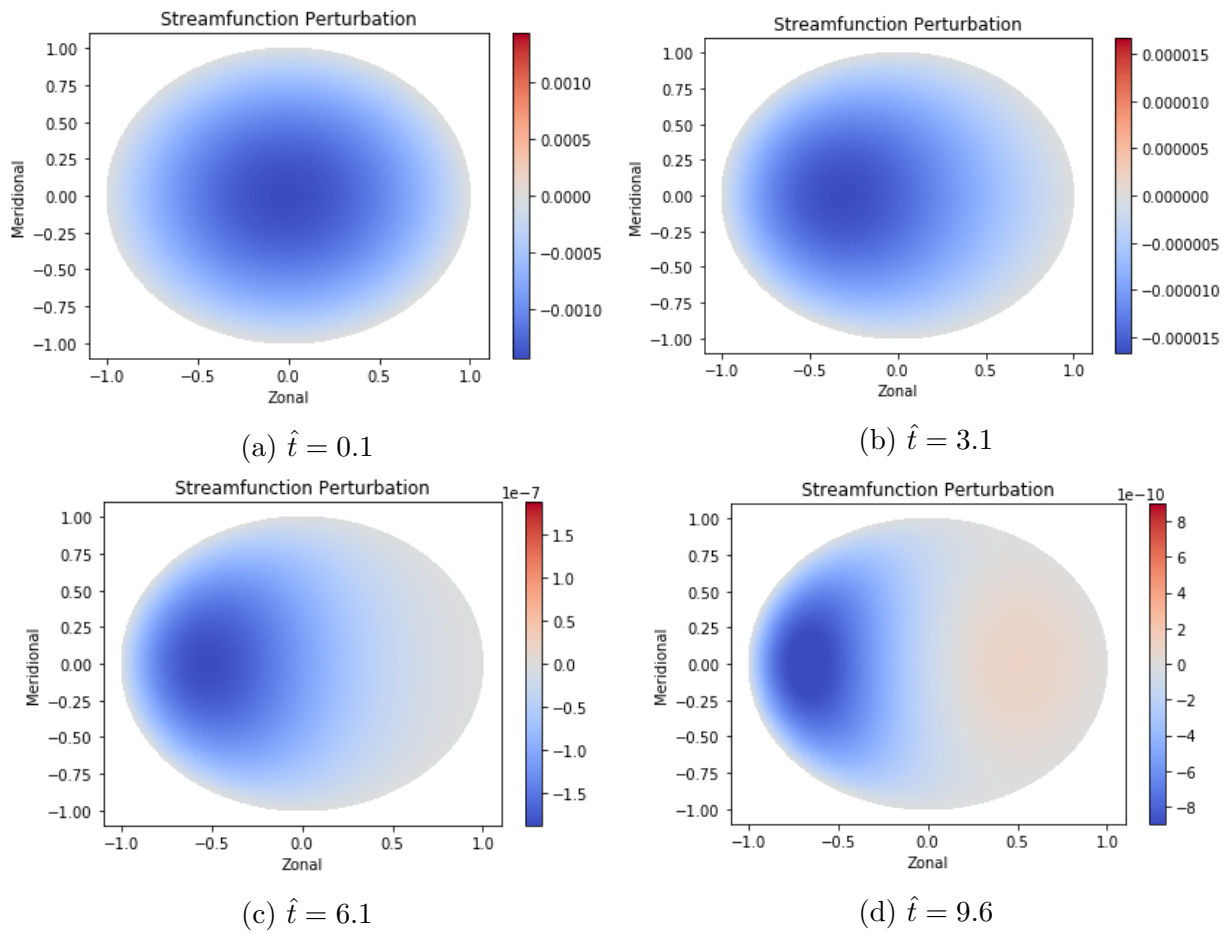 Streamfunction Perturbation
1.00
0.75
0.50
0.25
0.00
−0.25
−0.50
−0.75
−1.00
Meridional
−1.0 −0.5 0.0 0.5 1.0
Zonal
0.0010
0.0005
0.0000
−0.0005
−0.0010
(a) t̂ = 0.1
Streamfunction Perturbation
1.00
0.75
0.50
0.25
0.00
−0.25
−0.50
−0.75
−1.00
Meridional
−1.0 −0.5 0.0 0.5 1.0
Zonal
0.000015
0.000010
0.000005
0.000000
−0.000005
−0.000010
−0.000015
(b) t̂ = 3.1
Streamfunction Perturbation
1e−7
1.00
0.75
0.50
0.25
0.00
−0.25
−0.50
−0.75
−1.00
Meridional
−1.0 −0.5 0.0 0.5 1.0
Zonal
1.5
1.0
0.5
0.0
−0.5
−1.0
−1.5
(c) t̂ = 6.1
Streamfunction Perturbation
1e−10
1.00
0.75
0.50
0.25
0.00
−0.25
−0.50
−0.75
−1.00
Meridional
−1.0 −0.5 0.0 0.5 1.0
Zonal
8
6
4
2
0
−2
−4
−6
−8
(d) t̂ = 9.6